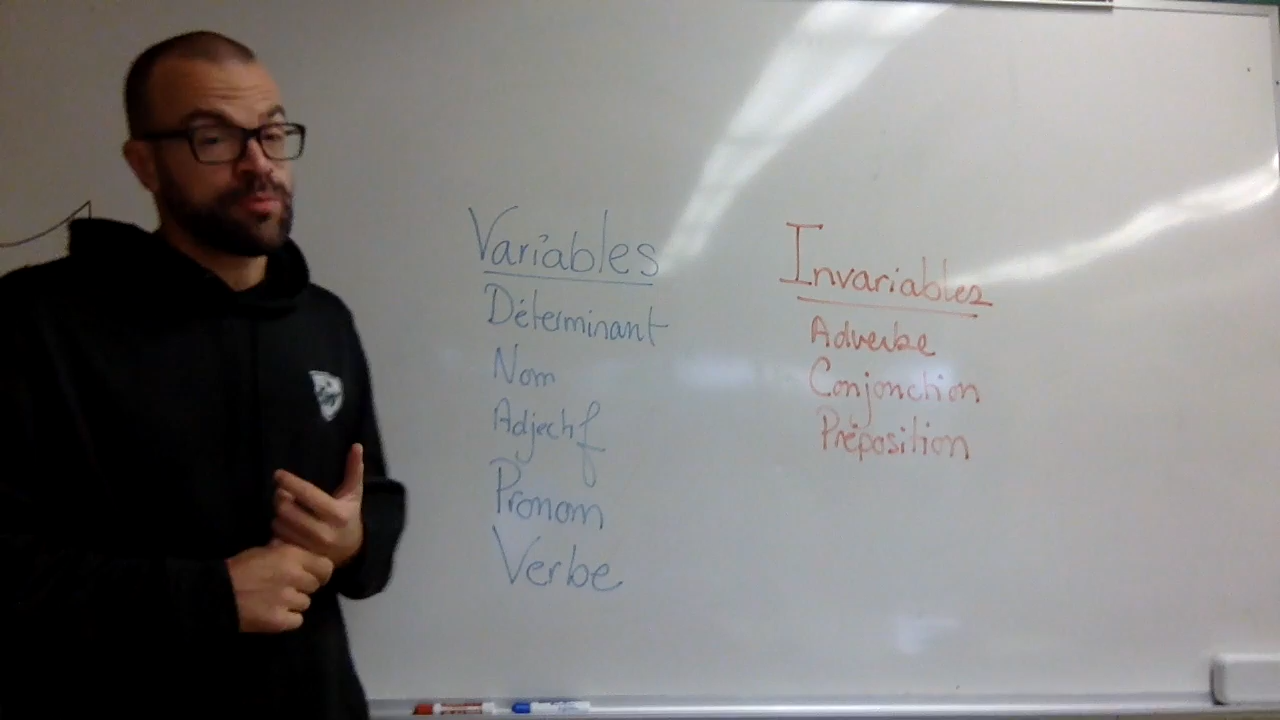 Variables
Déterminant
Nom
Adjectif
Pronom
Verbe
Invariables
Adverbe
Conjonction
Préposition